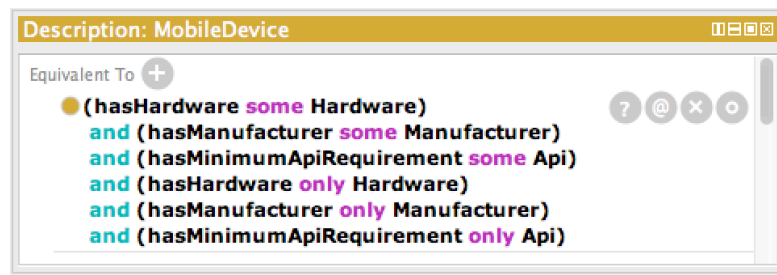 Description: MobileDevice
Equivalent To
(hasHardware some Hardware)
and (hasManufacturer some Manufacturer)
and (hasMinimumApiRequirement some Api)
and (hasHardware only Hardware)
and (hasManufacturer only Manufacturer)
and (hasMinimumApiRequirement only Api)